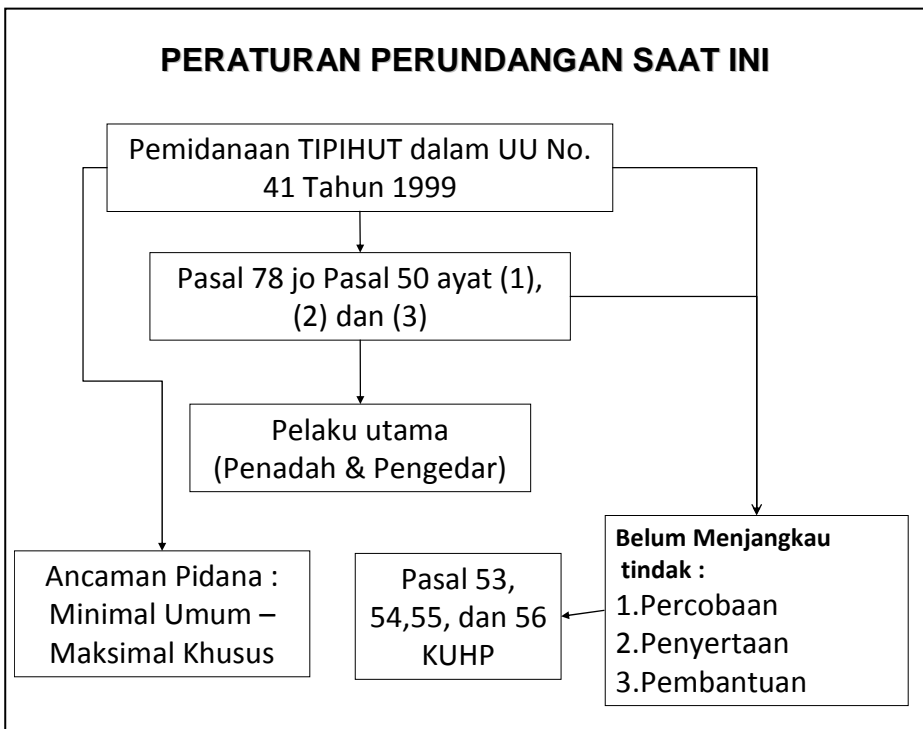 PERATURAN PERUNDANGAN SAAT INI
Pemidanaan TIPIHUT dalam UU No.
41 Tahun 1999
Pasal 78 jo Pasal 50 ayat (1),
(2) dan (3)
Pelaku utama
(Penadah & Pengedar)
Ancaman Pidana :
Minimal Umum –
Maksimal Khusus
Pasal 53,
54,55, dan 56
KUHP
Belum Menjangkau
tindak :
1.Percobaan
2.Penyertaan
3.Pembantuan